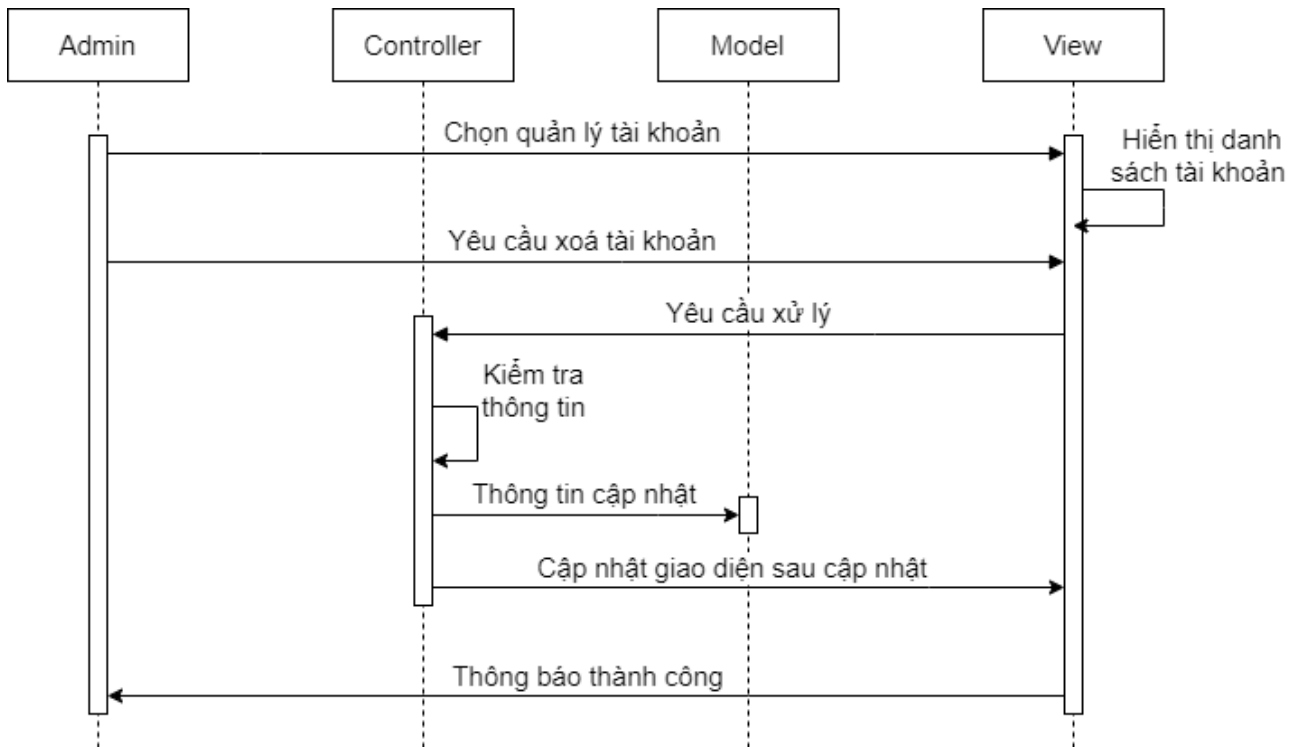 Admin
Controller
Model
View
Chọn quản lý tài khoản
Hiển thị danh
sách tài khoản
Yêu cầu xoá tài khoản
Yêu cầu xử lý
Kiểm tra
thông tin
Thông tin cập nhật
Cập nhật giao diện sau cập nhật
Thông báo thành công